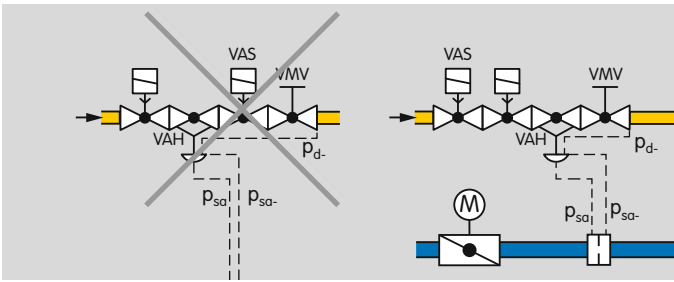 VAS
VMV
VAH
pd-
psa
psa-
VAS
VMV
VAH
pd-
psa
psa-
M